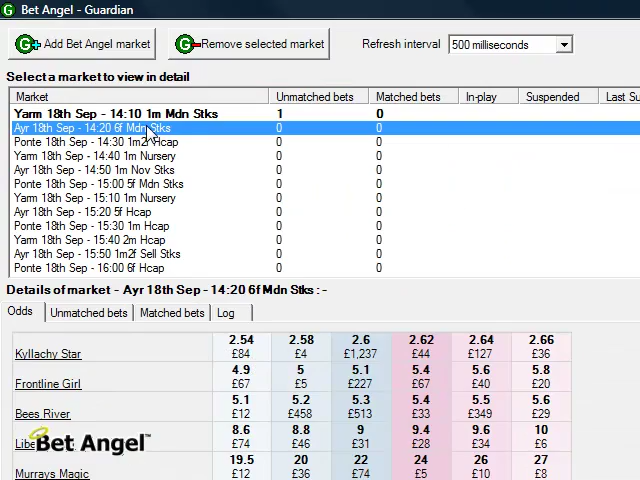 Bet Angel - Guardian
Add Bet Angel market
Remove selected market
Refresh interval
500 milliseconds
Select a market to view in detail
Market Unmatched bets Matched bets In-play Suspended Last Su
Yarm 18th Sep - 14:10 1m Mdn Stks 1 0
Ayr 18th Sep - 14:20 6f Mdn Stks 0 0
Ponte 18th Sep - 14:30 1m2 Hcap 0 0
Yarm 18th Sep - 14:40 1m Nursery 0 0
Ayr 18th Sep - 14:50 1m Nov Stks 0 0
Ponte 18th Sep - 15:00 5f Mdn Stks 0 0
Yarm 18th Sep - 15:10 1m Nursery 0 0
Ayr 18th Sep - 15:20 5f Hcap 0 0
Ponte 18th Sep - 15:30 1m Hcap 0 0
Yarm 18th Sep - 15:40 2m Hcap 0 0
Ayr 18th Sep - 15:50 1m2f Sell Stks 0 0
Ponte 18th Sep - 16:00 6f Hcap 0 0
Details of market - Ayr 18th Sep - 14:20 6f Mdn Stks : -
Odds Unmatched bets Matched bets Log
2.54 2.58 2.6 2.62 2.64 2.66
Kyllachy Star £84 £4 £1,237 £44 £127 £36
4.9 5 5.1 5.4 5.6 5.8
Frontline Girl £67 £5 £227 £67 £40 £20
5.1 5.2 5.3 5.4 5.5 5.6
Bees River £12 £458 £513 £33 £349 £29
8.6 8.8 9 9.4 9.6 10
£74 £46 £31 £28 £34 £6
Bet Angel™
19.5 20 22 24 26 27
Murrays Magic £12 £36 £74 £5 £10 £8